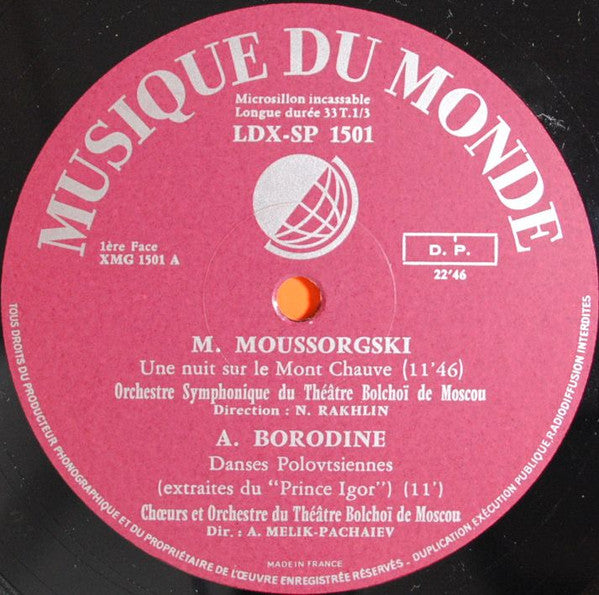 MUSIQUE DU MONDE
Microsillon incassable
Longue durée 33 T.1/3
LDX-SP 1501
1ère Face
XMG 1501 A
D. P.
22'46
M. MOUSSORGSKI
Une nuit sur le Mont Chauve (11'46)
Orchestre Symphonique du Théâtre Bolchoï de Moscou
Direction : N. RAKHLIN
A. BORODINE
Danses Polovtsiennes
(extraites du "Prince Igor") (11')
Chœurs et Orchestre du Théâtre Bolchoï de Moscou
Dir. : A. MELIK-PACHAIEV
MADE IN FRANCE
TOUS DROITS DU PRODUCTEUR PHONOGRAPHIQUE ET DU PROPRIÉTAIRE DE L'ŒUVRE ENREGISTRÉE RÉSERVÉS - DUPLICATION EXÉCUTION PUBLIQUE RADIODIFFUSION INTERDITES